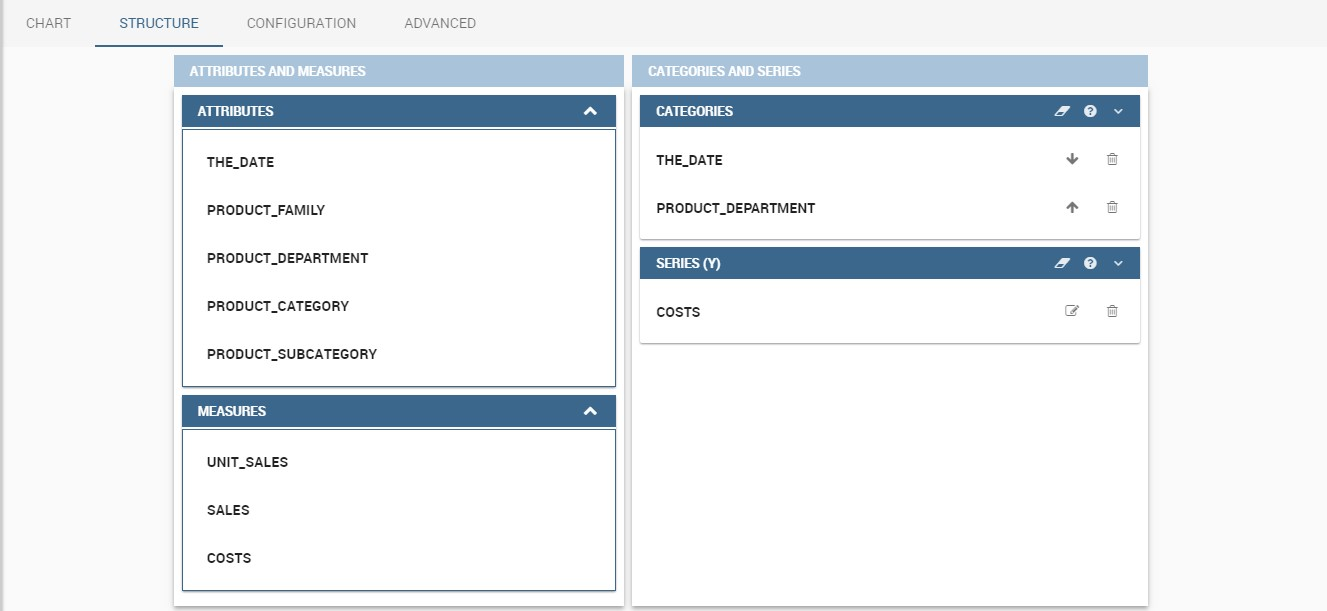 CHART
STRUCTURE
CONFIGURATION
ADVANCED
ATTRIBUTES AND MEASURES
ATTRIBUTES
THE_DATE
PRODUCT_FAMILY
PRODUCT_DEPARTMENT
PRODUCT_CATEGORY
PRODUCT_SUBCATEGORY
MEASURES
UNIT_SALES
SALES
COSTS
CATEGORIES AND SERIES
CATEGORIES
THE_DATE
PRODUCT_DEPARTMENT
SERIES (Y)
COSTS